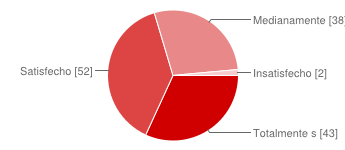 Medianamente [38]
Satisfecho [52]
Insatisfecho [2]
Totalmente s [43]